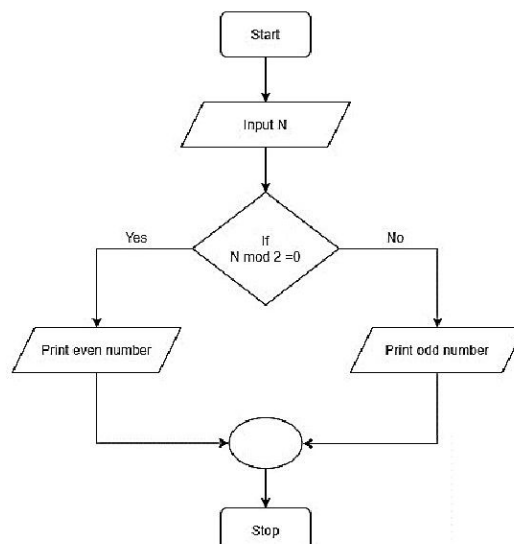 Start
Input N
Yes
If
N mod 2 =0
No
Print even number
Print odd number
Stop